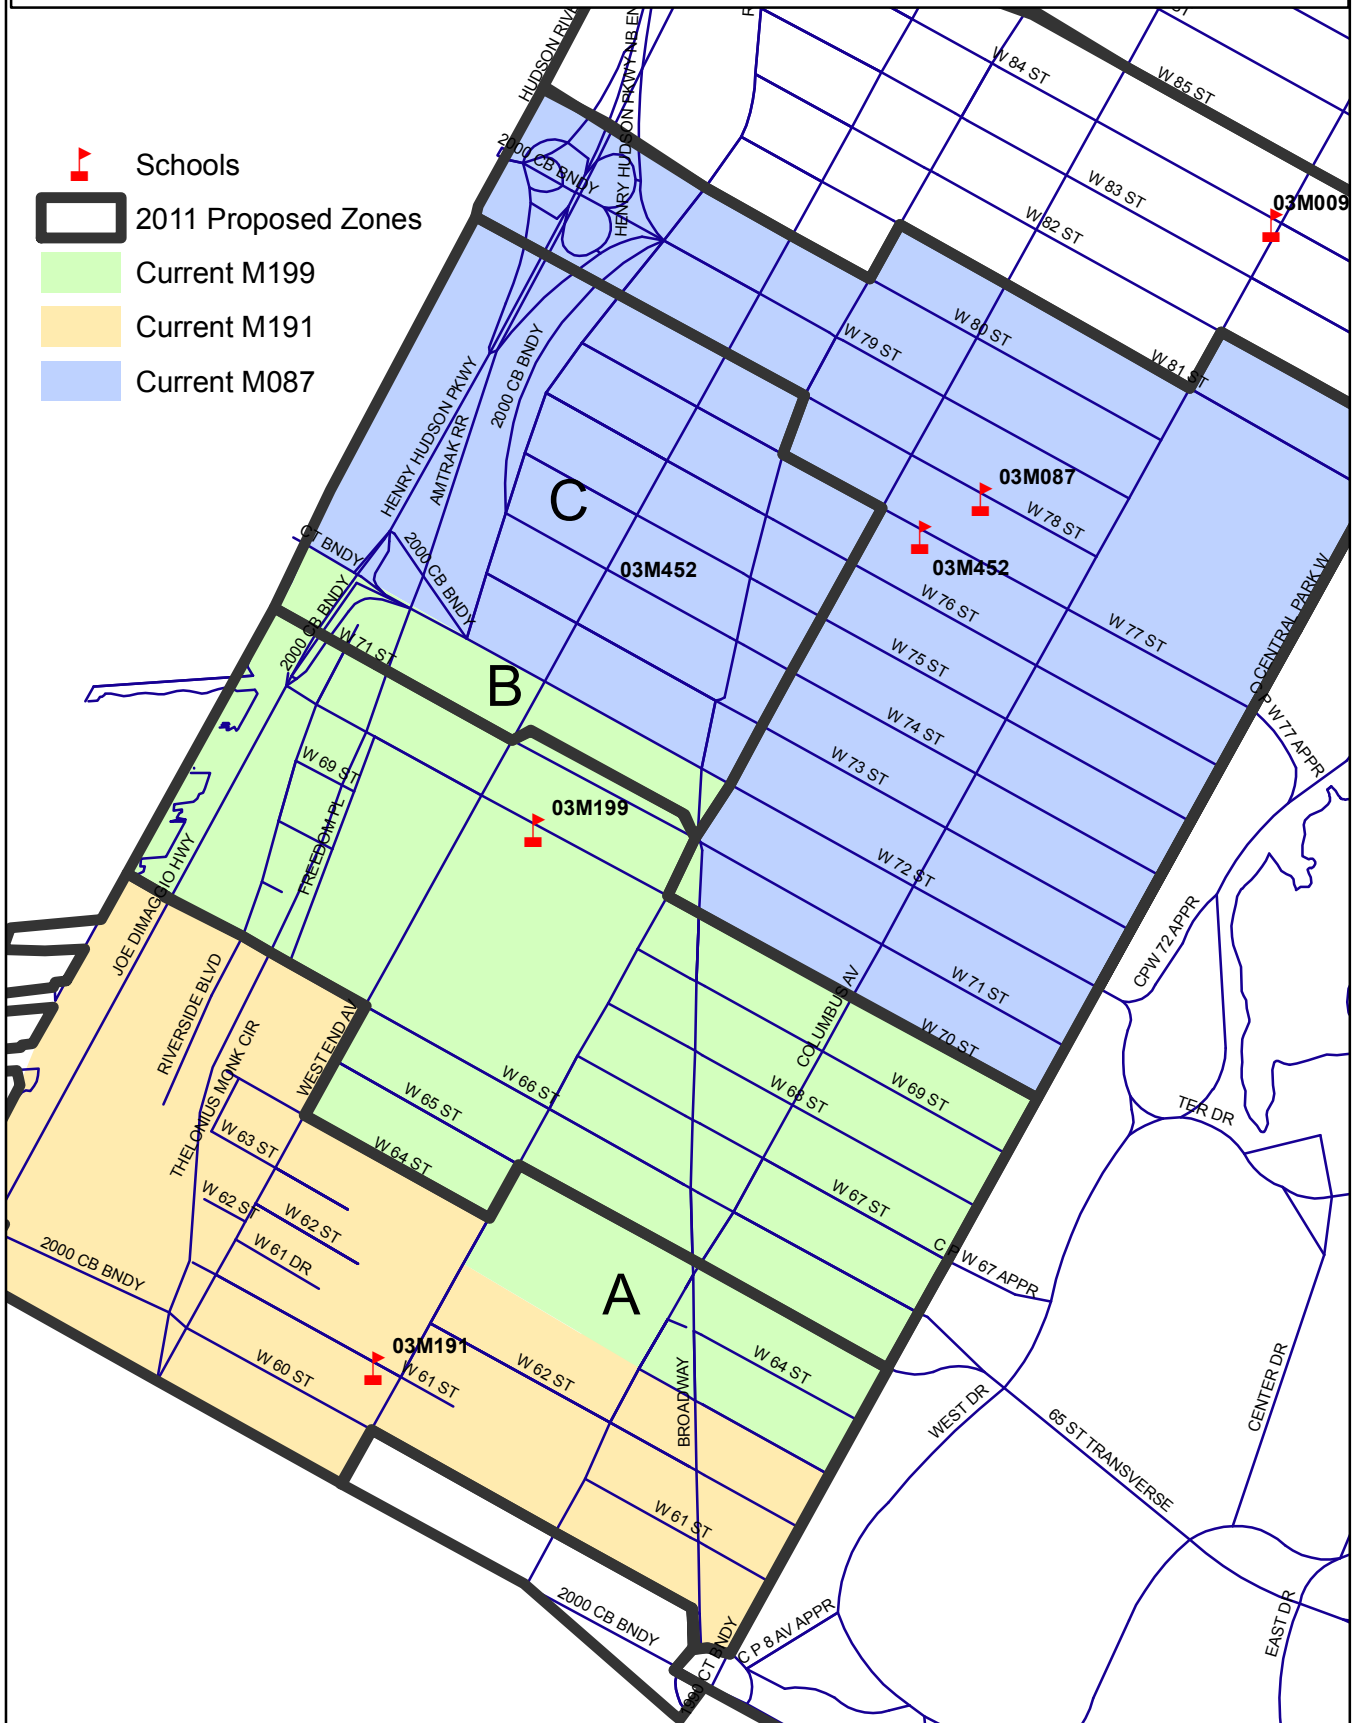 Schools
2011 Proposed Zones
Current M199
Current M191
Current M087
HUDSON RIVE
HENRY HUDSON PKWY NB EN
R
ST
W 84 ST
W 85 ST
W 83 ST
W 82 ST
03M009
2000 CB BNDY
HENRY HUDSON PKWY
AMTRAK RR
2000 CB BNDY
W 79 ST
W 80 ST
W 81 ST
C
03M087
W 78 ST
03M452
03M452
W 77 ST
W 76 ST
W 75 ST
W 74 ST
W 73 ST
W 72 ST
W 71 ST
W 70 ST
CENTRAL PARK W
C P W 77 APPR
CT BNDY
2000 CB BNDY
2000 CB BNDY
W 71 ST
B
W 69 ST
FREEDOM PL
03M199
JOE DIMAGGIO HWY
RIVERSIDE BLVD
THELONIUS MONK CIR
WEST END AV
COLUMBUS AV
CPW 72 APPR
W 69 ST
W 68 ST
W 67 ST
W 66 ST
W 65 ST
W 64 ST
TER DR
C P W 67 APPR
W 63 ST
W 62 ST
W 62 ST
W 61 DR
2000 CB BNDY
A
03M191
W 61 ST
W 60 ST
W 62 ST
W 64 ST
BROADWAY
W 61 ST
WEST DR
65 ST TRANSVERSE
CENTER DR
EAST DR
2000 CB BNDY
1990 CT BNDY
C P 8 AV APPR